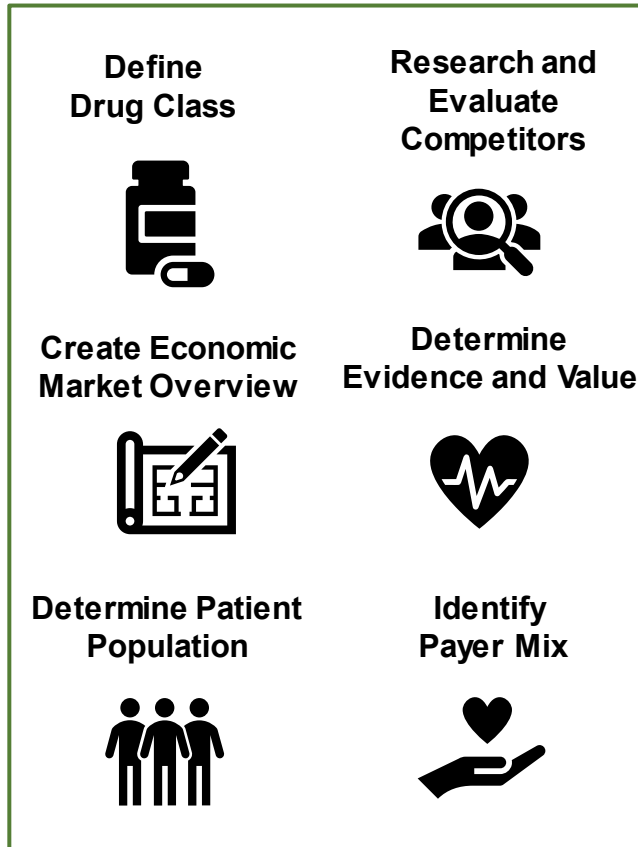 Define
Drug Class
Research and
Evaluate
Competitors
Create Economic
Market Overview
Determine
Evidence and Value
Determine Patient
Population
Identify
Payer Mix